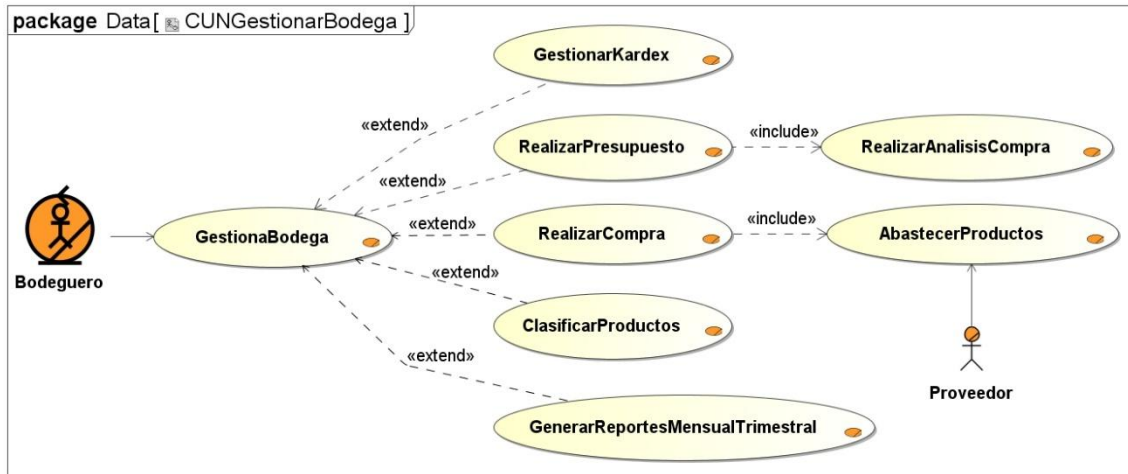 package Data[ CUNGestionarBodega ]
GestionarKardex
«extend»
RealizarPresupuesto
«include»
RealizarAnalisisCompra
«extend»
GestionaBodega
«extend»
RealizarCompra
«include»
AbastecerProductos
Bodeguero
«extend»
ClasificarProductos
«extend»
Proveedor
GenerarReportesMensualTrimestral